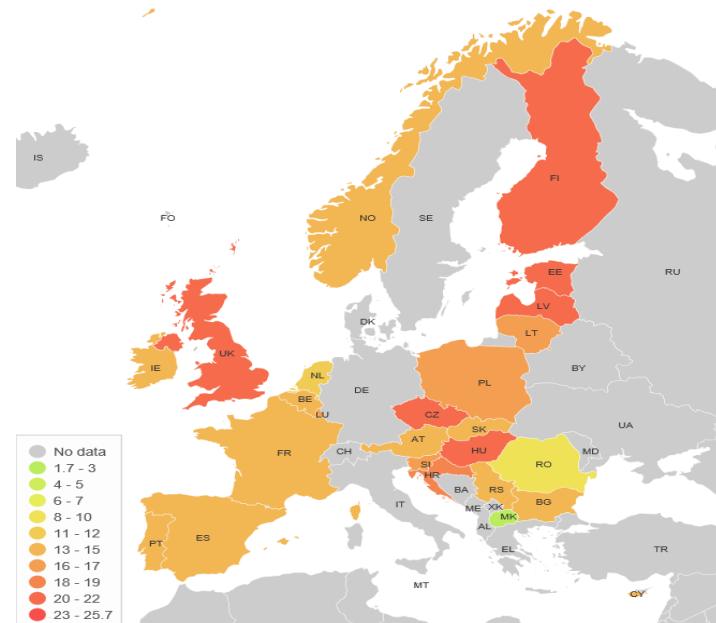 IS
FO
NO
SE
FI
RU
EE
LV
LT
DK
IE
UK
NL
BE
LU
DE
PL
BY
CZ
SK
UA
FR
CH
AT
HU
MD
SI
HR
RO
BA
RS
IT
ME
XK
BG
AL
MK
PT
ES
EL
TR
MT
CY
No data
1.7 - 3
4 - 5
6 - 7
8 - 10
11 - 12
13 - 15
16 - 17
18 - 19
20 - 22
23 - 25.7